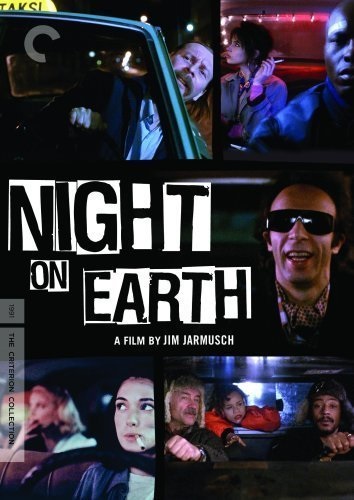 TAKSI
NIGHT
ON EARTH
A FILM BY JIM JARMUSCH
1991
THE CRITERION COLLECTION